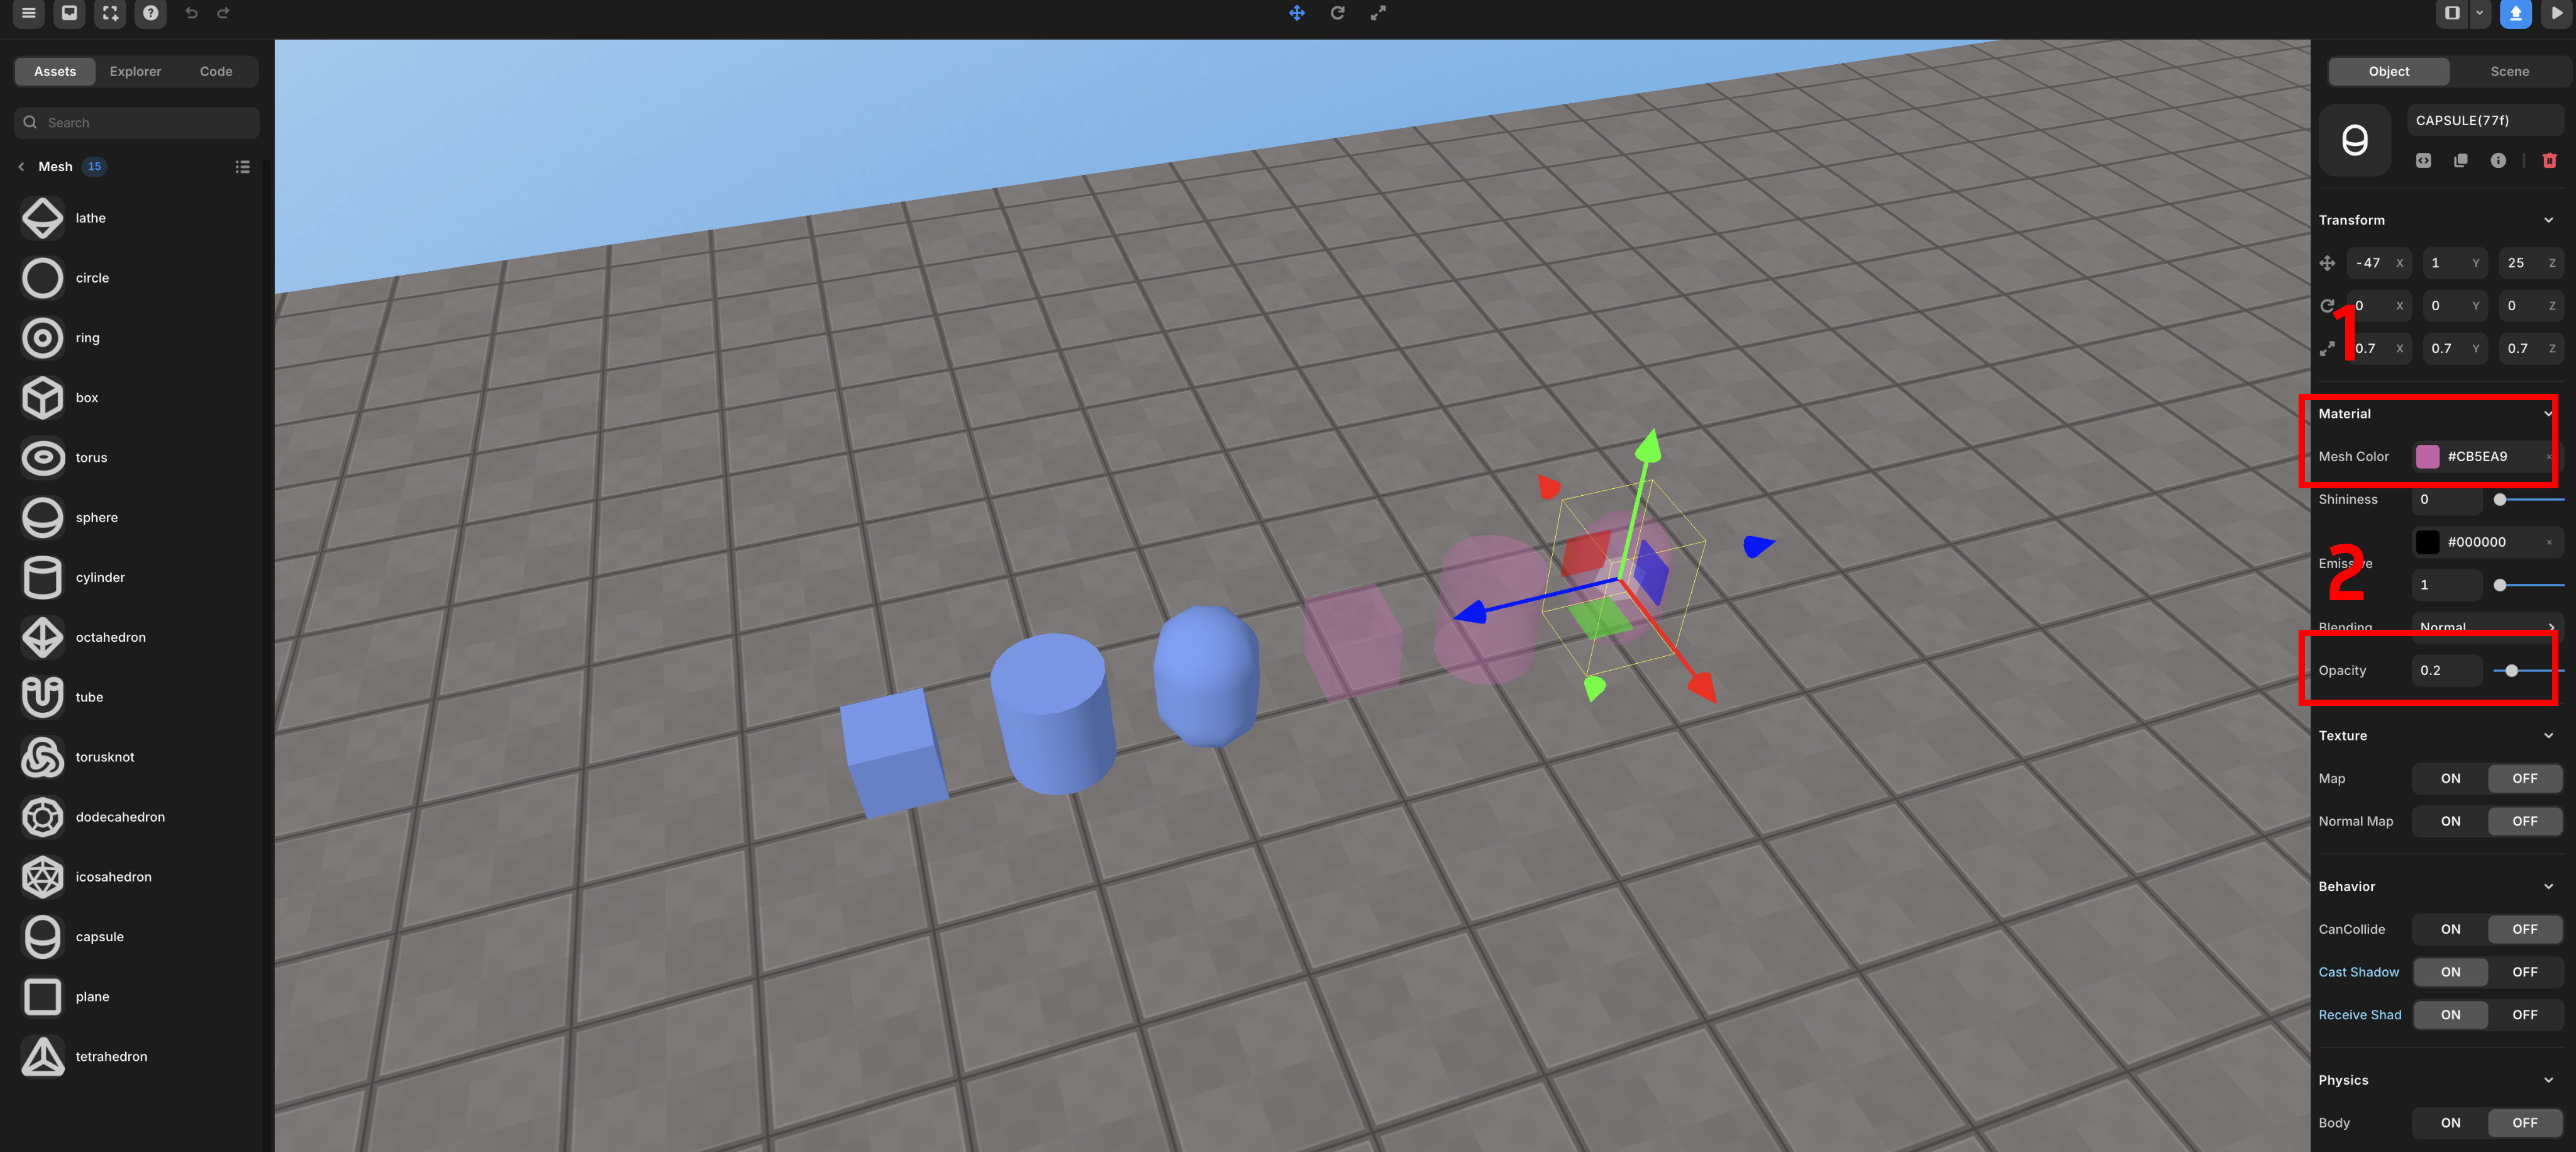 Assets Explorer Code
Search
Mesh 15
lathe
circle
ring
box
torus
sphere
cylinder
octahedron
tube
torusknot
dodecahedron
icosahedron
capsule
plane
tetrahedron
Object Scene
CAPSULE(77f)
Transform
-47 X 1 Y 25 Z
0 X 0 Y 0 Z
1
0.7 X 0.7 Y 0.7 Z
Material
Mesh Color #CB5EA9 ×
Shininess 0
#000000 ×
Emissive
2
1
Blending Normal
Opacity 0.2
Texture
Map ON OFF
Normal Map ON OFF
Behavior
CanCollide ON OFF
Cast Shadow ON OFF
Receive Shad ON OFF
Physics
Body ON OFF